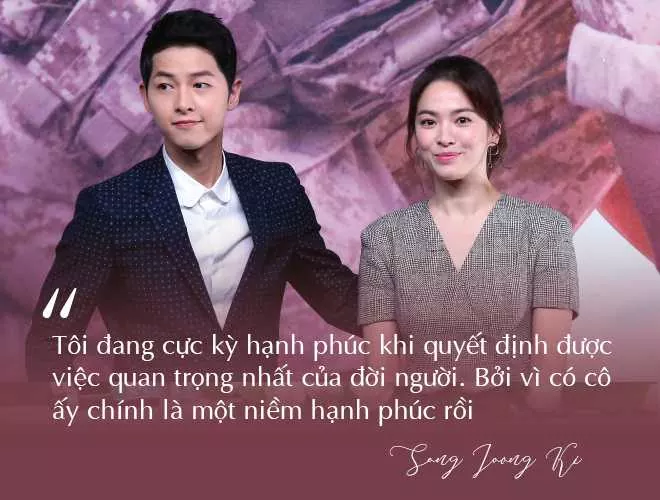 “
Tôi đang cực kỳ hạnh phúc khi quyết định được
việc quan trọng nhất của đời người. Bởi vì có cô
ấy chính là một niềm hạnh phúc rồi
Song Joong Ki